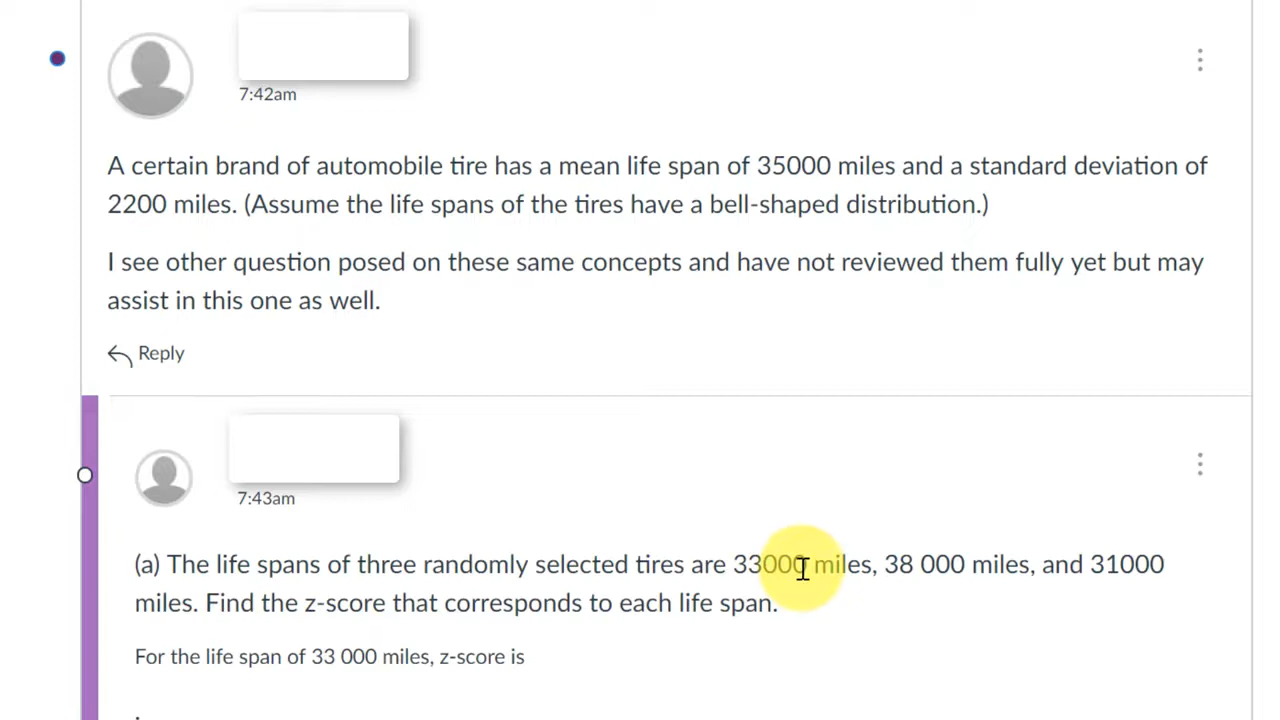 7:42am
A certain brand of automobile tire has a mean life span of 35000 miles and a standard deviation of
2200 miles. (Assume the life spans of the tires have a bell-shaped distribution.)
I see other question posed on these same concepts and have not reviewed them fully yet but may
assist in this one as well.
Reply
7:43am
(a) The life spans of three randomly selected tires are 33000 miles, 38 000 miles, and 31000
miles. Find the z-score that corresponds to each life span.
For the life span of 33 000 miles, z-score is